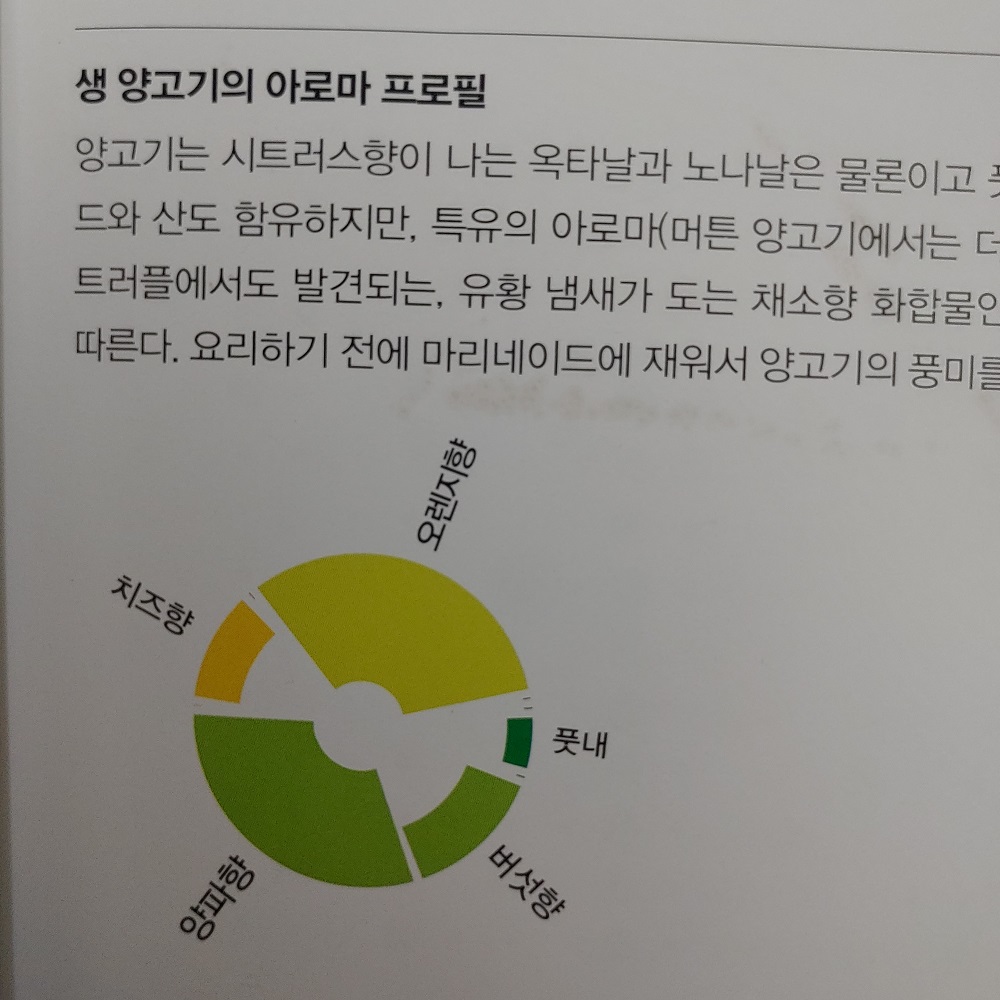 생 양고기의 아로마 프로필
양고기는 시트러스향이 나는 옥타날과 노나날은 물론이고
드와 산도 함유하지만, 특유의 아로마(머튼 양고기에서는
트러플에서도 발견되는, 유황 냄새가 도는 채소향 화합물인
따른다. 요리하기 전에 마리네이드에 재워서 양고기의 풍미를
오렌지향
치즈향
풋내
버섯향
양파향